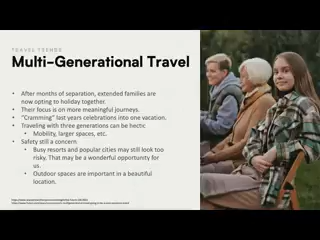 TRAVEL TRENDS
Multi-Generational Travel
• After months of separation, extended families are
now opting to holiday together.
• Their focus is on more meaningful journeys.
• "Cramming" last years celebrations into one vacation.
• Traveling with three generations can be hectic
• Mobility, larger spaces, etc.
• Safety still a concern
• Busy resorts and popular cities may still look too
risky. That may be a wonderful opportunity for
us.
• Outdoor spaces are important in a beautiful
location.